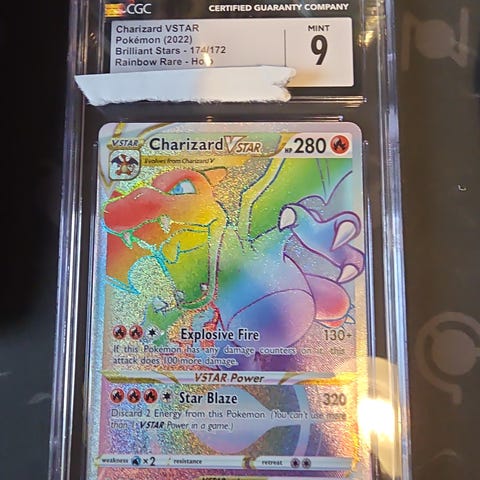 CGC
CERTIFIED GUARANTY COMPANY
Charizard VSTAR
Pokémon (2022)
Brilliant Stars - 174/172
Rainbow Rare - Holo
MINT
9
VSTAR
Charizard VSTAR
HP 280
Evolves from Charizard V
Explosive Fire 130+
If this Pokémon has any damage counters on it, this
attack does 100 more damage.
VSTAR Power
Star Blaze 320
Discard 2 Energy from this Pokémon. (You can't use more
than 1 VSTAR Power in a game.)
weakness ×2 resistance retreat